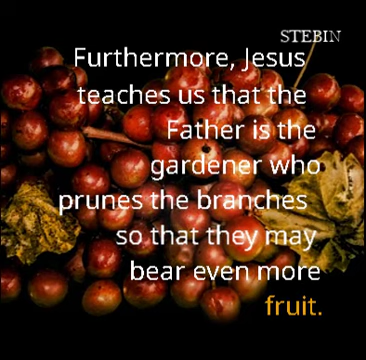 STEBIN
Furthermore, Jesus
teaches us that the
Father is the
gardener who
prunes the branches
so that they may
bear even more
fruit.